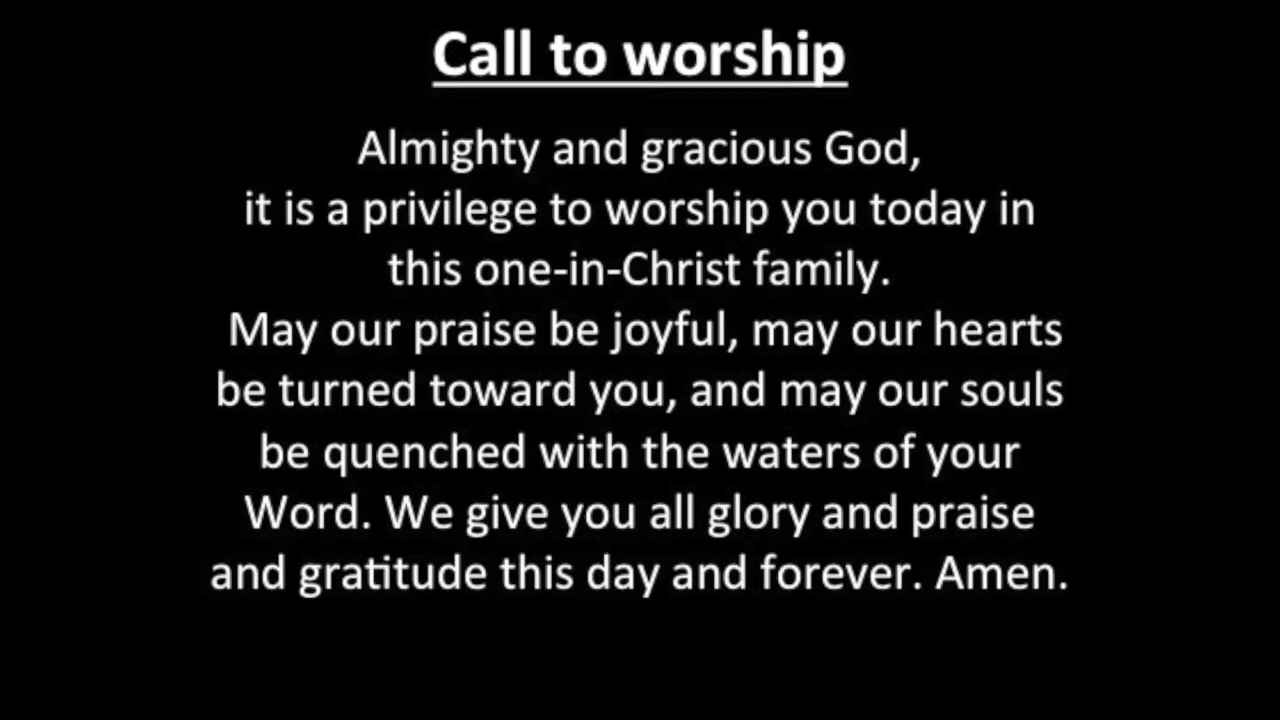 Call to worship
Almighty and gracious God,
it is a privilege to worship you today in
this one-in-Christ family.
May our praise be joyful, may our hearts
be turned toward you, and may our souls
be quenched with the waters of your
Word. We give you all glory and praise
and gratitude this day and forever. Amen.